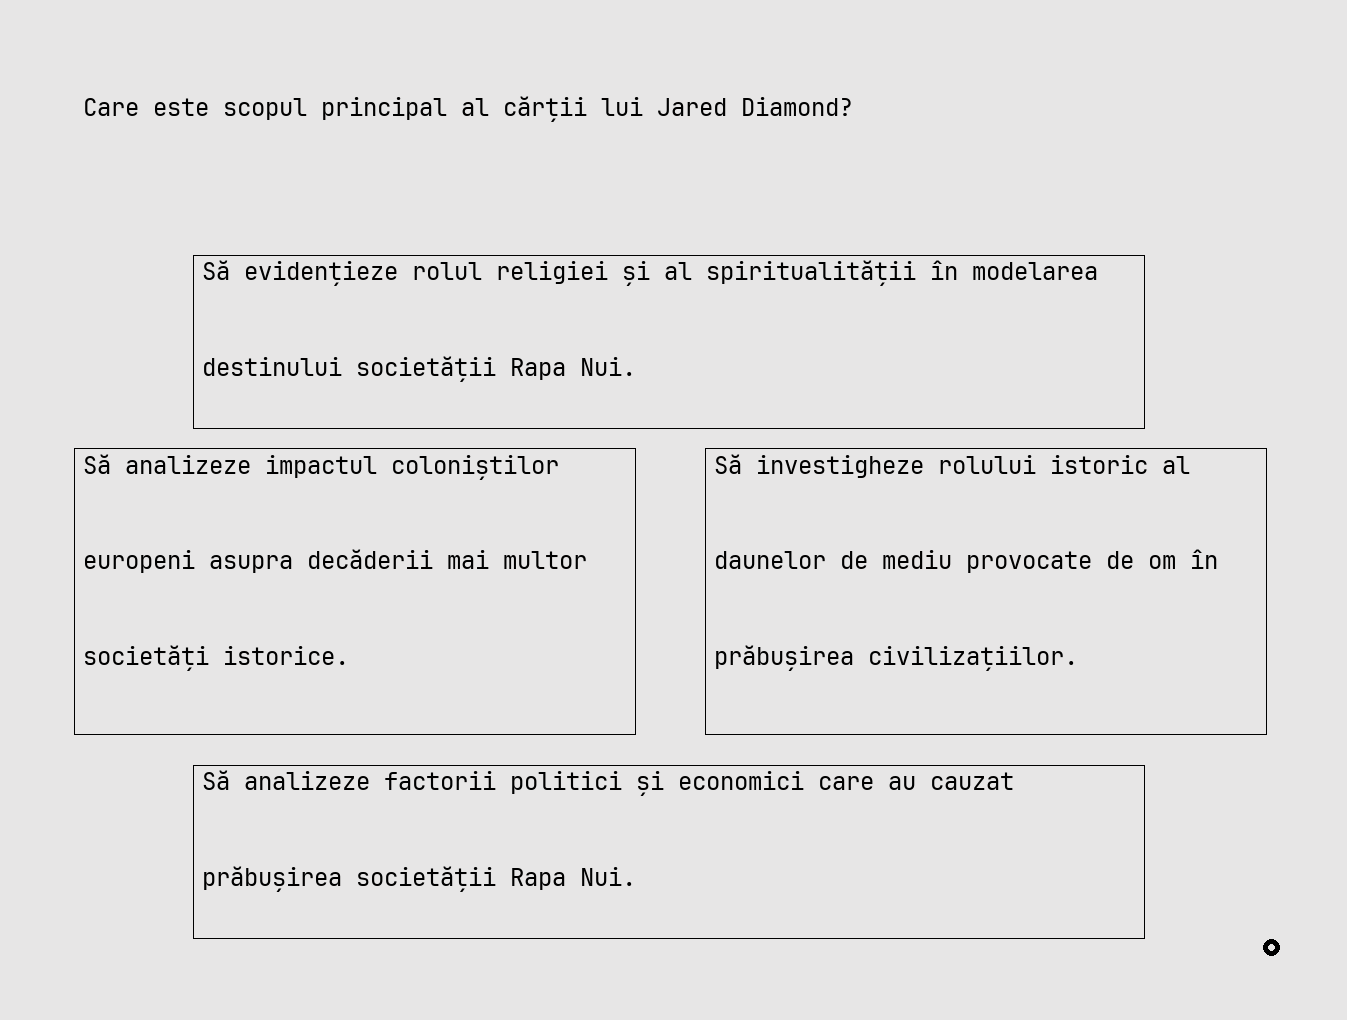 Care este scopul principal al cărții lui Jared Diamond?
Să evidențieze rolul religiei și al spiritualității în modelarea
destinului societății Rapa Nui.
Să analizeze impactul coloniștilor
europeni asupra decăderii mai multor
societăți istorice.
Să investigheze rolului istoric al
daunelor de mediu provocate de om în
prăbușirea civilizațiilor.
Să analizeze factorii politici și economici care au cauzat
prăbușirea societății Rapa Nui.